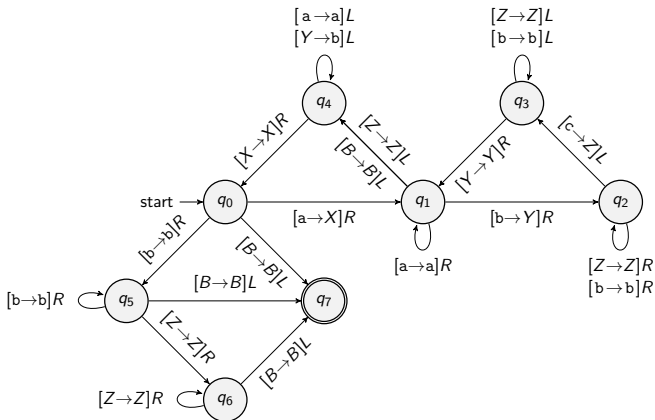 [a→a]L
[Y→b]L
[Z→Z]L
[b→b]L
q4
q3
[X→X]R
[Z→Z]L
[B→B]L
[Y→Y]R
[c→Z]L
start
q0
[a→X]R
q1
[b→Y]R
q2
[a→a]R
[Z→Z]R
[b→b]R
[b→b]R
[B→B]L
[b→b]R
q5
[B→B]L
q7
[Z→Z]R
[B→B]L
[Z→Z]R
q6